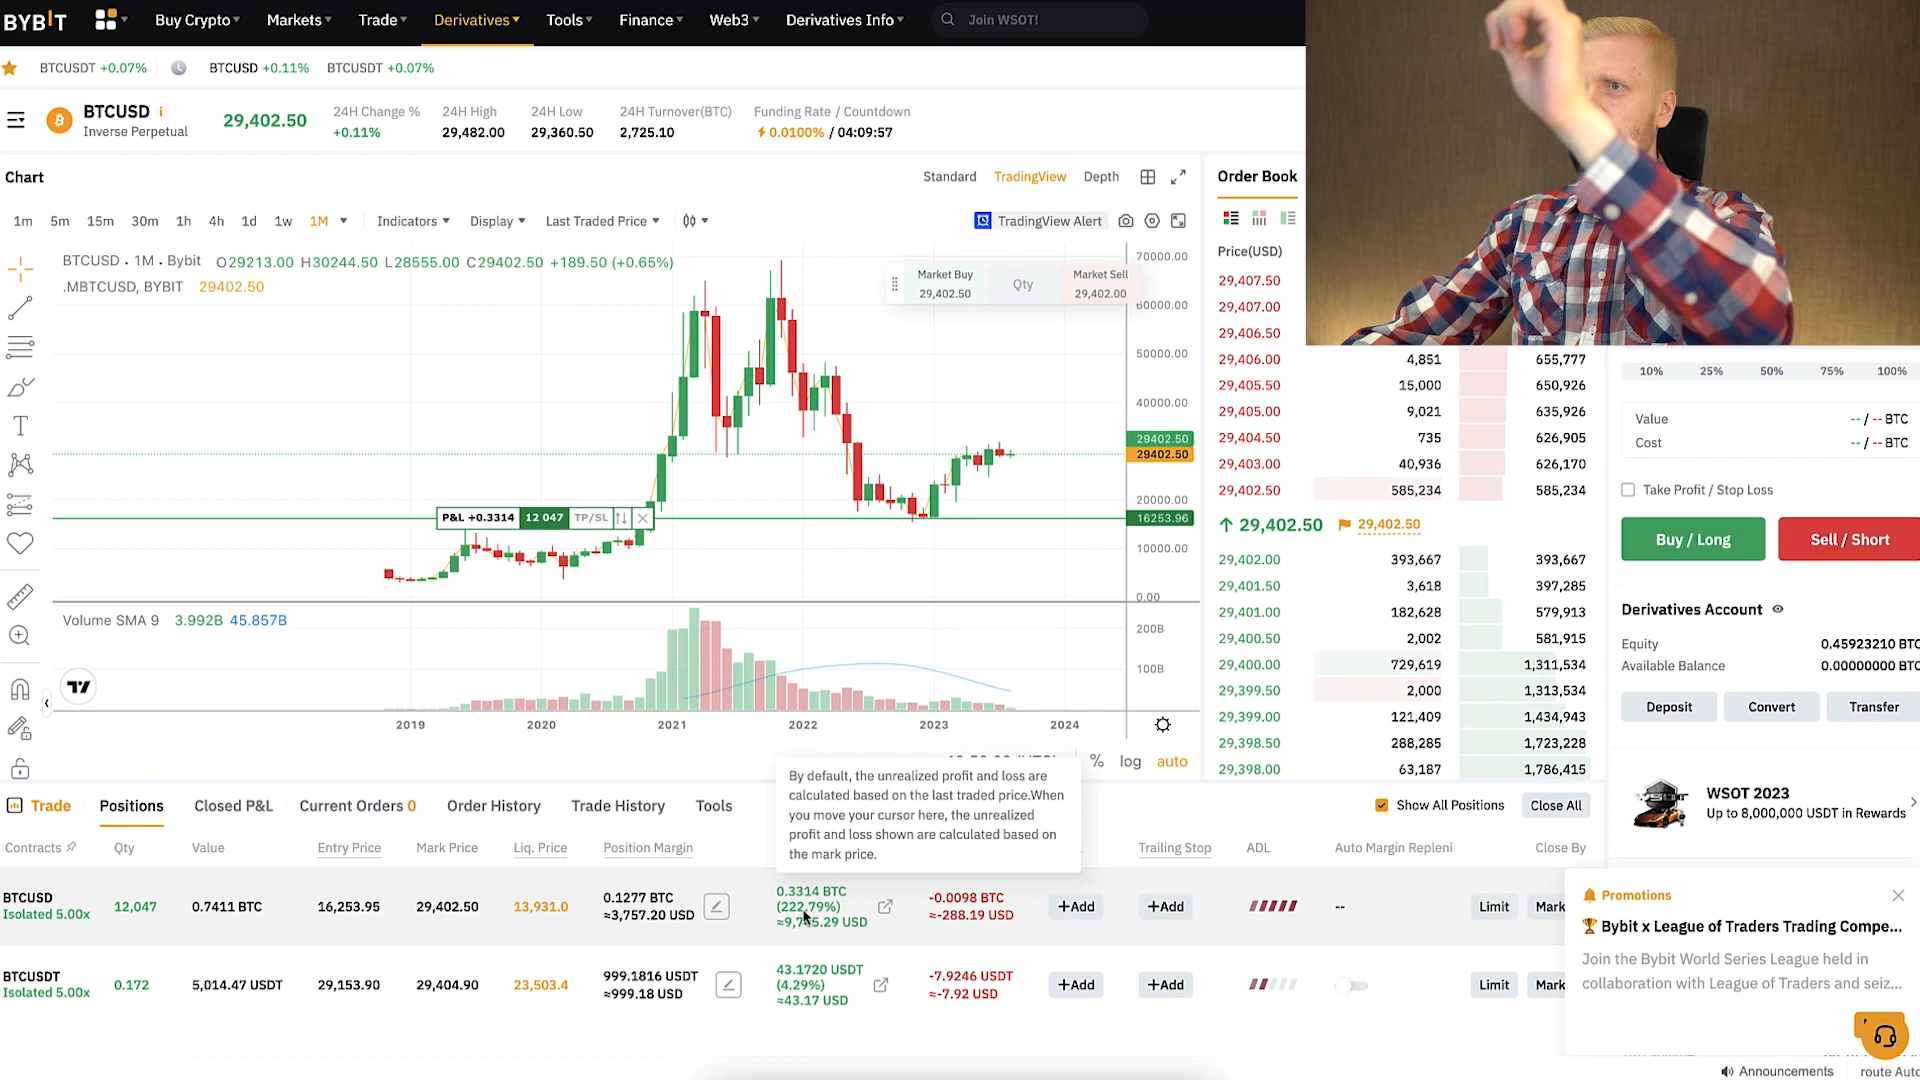 BYBIT Buy Crypto Markets Trade Derivatives Tools Finance Web3 Derivatives Info Join WSOT!
BTCUSDT +0.07% BTCUSD +0.11% BTCUSDT +0.07%
BTCUSD
Inverse Perpetual
29,402.50
24H Change %
+0.11%
24H High
29,482.00
24H Low
29,360.50
24H Turnover(BTC)
2,725.10
Funding Rate / Countdown
0.0100% / 04:09:57
Chart
Standard TradingView Depth
1m 5m 15m 30m 1h 4h 1d 1w 1M Indicators Display Last Traded Price TradingView Alert
BTCUSD · 1M · Bybit O29213.00 H30244.50 L28555.00 C29402.50 +189.50 (+0.65%)
.MBTCUSD, BYBIT 29402.50
Market Buy
29,402.50
Qty
Market Sell
29,402.00
70000.00
60000.00
50000.00
40000.00
29402.50
29402.50
20000.00
16253.96
10000.00
0.00
P&L +0.3314 12 047 TP/SL
Volume SMA 9 3.992B 45.857B
200B
100B
2019 2020 2021 2022 2023 2024
% log auto
Order Book
Price(USD)
29,407.50
29,407.00
29,406.50
29,406.00 4,851 655,777
29,405.50 15,000 650,926
29,405.00 9,021 635,926
29,404.50 735 626,905
29,403.00 40,936 626,170
29,402.50 585,234 585,234
29,402.50 29,402.50
29,402.00 393,667 393,667
29,401.50 3,618 397,285
29,401.00 182,628 579,913
29,400.50 2,002 581,915
29,400.00 729,619 1,311,534
29,399.50 2,000 1,313,534
29,399.00 121,409 1,434,943
29,398.50 288,285 1,723,228
29,398.00 63,187 1,786,415
10% 25% 50% 75% 100%
Value -- / -- BTC
Cost -- / -- BTC
Take Profit / Stop Loss
Buy / Long Sell / Short
Derivatives Account
Equity 0.45923210 BTC
Available Balance 0.00000000 BTC
Deposit Convert Transfer
WSOT
WSOT 2023
Up to 8,000,000 USDT in Rewards
By default, the unrealized profit and loss are
calculated based on the last traded price.When
you move your cursor here, the unrealized
profit and loss shown are calculated based on
the mark price.
Trade Positions Closed P&L Current Orders 0 Order History Trade History Tools
Show All Positions Close All
Contracts Qty Value Entry Price Mark Price Liq. Price Position Margin Trailing Stop ADL Auto Margin Repleni Close By
BTCUSD
Isolated 5.00x
12,047 0.7411 BTC 16,253.95 29,402.50 13,931.0
0.1277 BTC
≈3,757.20 USD
0.3314 BTC
(222.79%)
-0.0098 BTC
≈-288.19 USD
+Add +Add -- Limit Mark
BTCUSDT
Isolated 5.00x
0.172 5,014.47 USDT 29,153.90 29,404.90 23,503.4
999.1816 USDT
≈999.18 USD
43.1720 USDT
(4.29%)
≈43.17 USD
-7.9246 USDT
≈-7.92 USD
+Add +Add Limit Mark
Promotions
Bybit x League of Traders Trading Compe...
Join the Bybit World Series League held in
collaboration with League of Traders and seiz...
Announcements route Auto